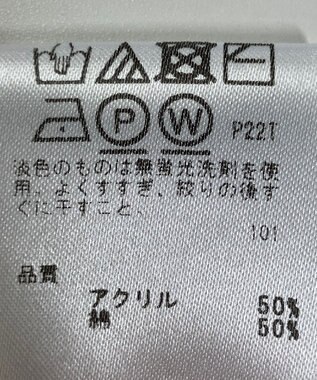 P W P22T
淡色のものは無蛍光洗剤を使
用、よくすすぎ、絞りの後す
ぐに干すこと、
101
品質
アクリル 50%
綿 50%